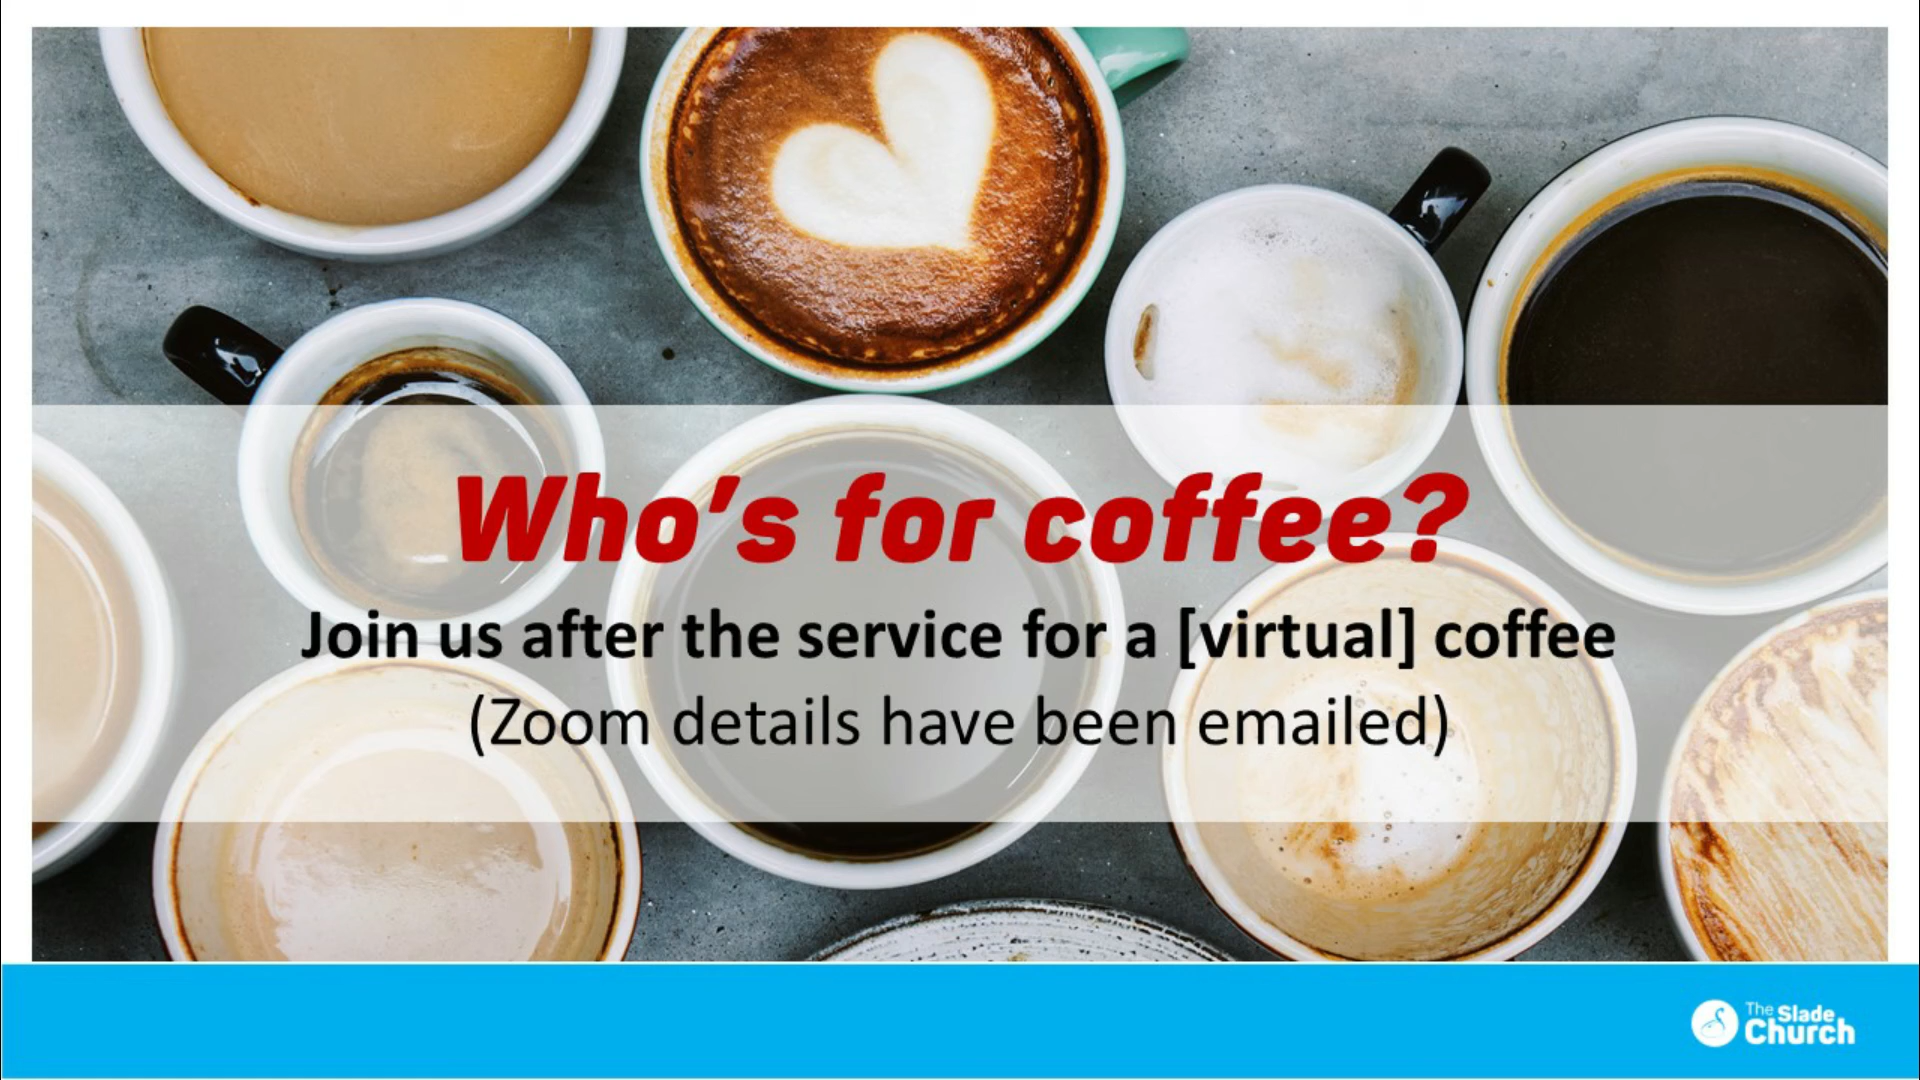 Who's for coffee?
Join us after the service for a [virtual] coffee
(Zoom details have been emailed)
The Slade
Church